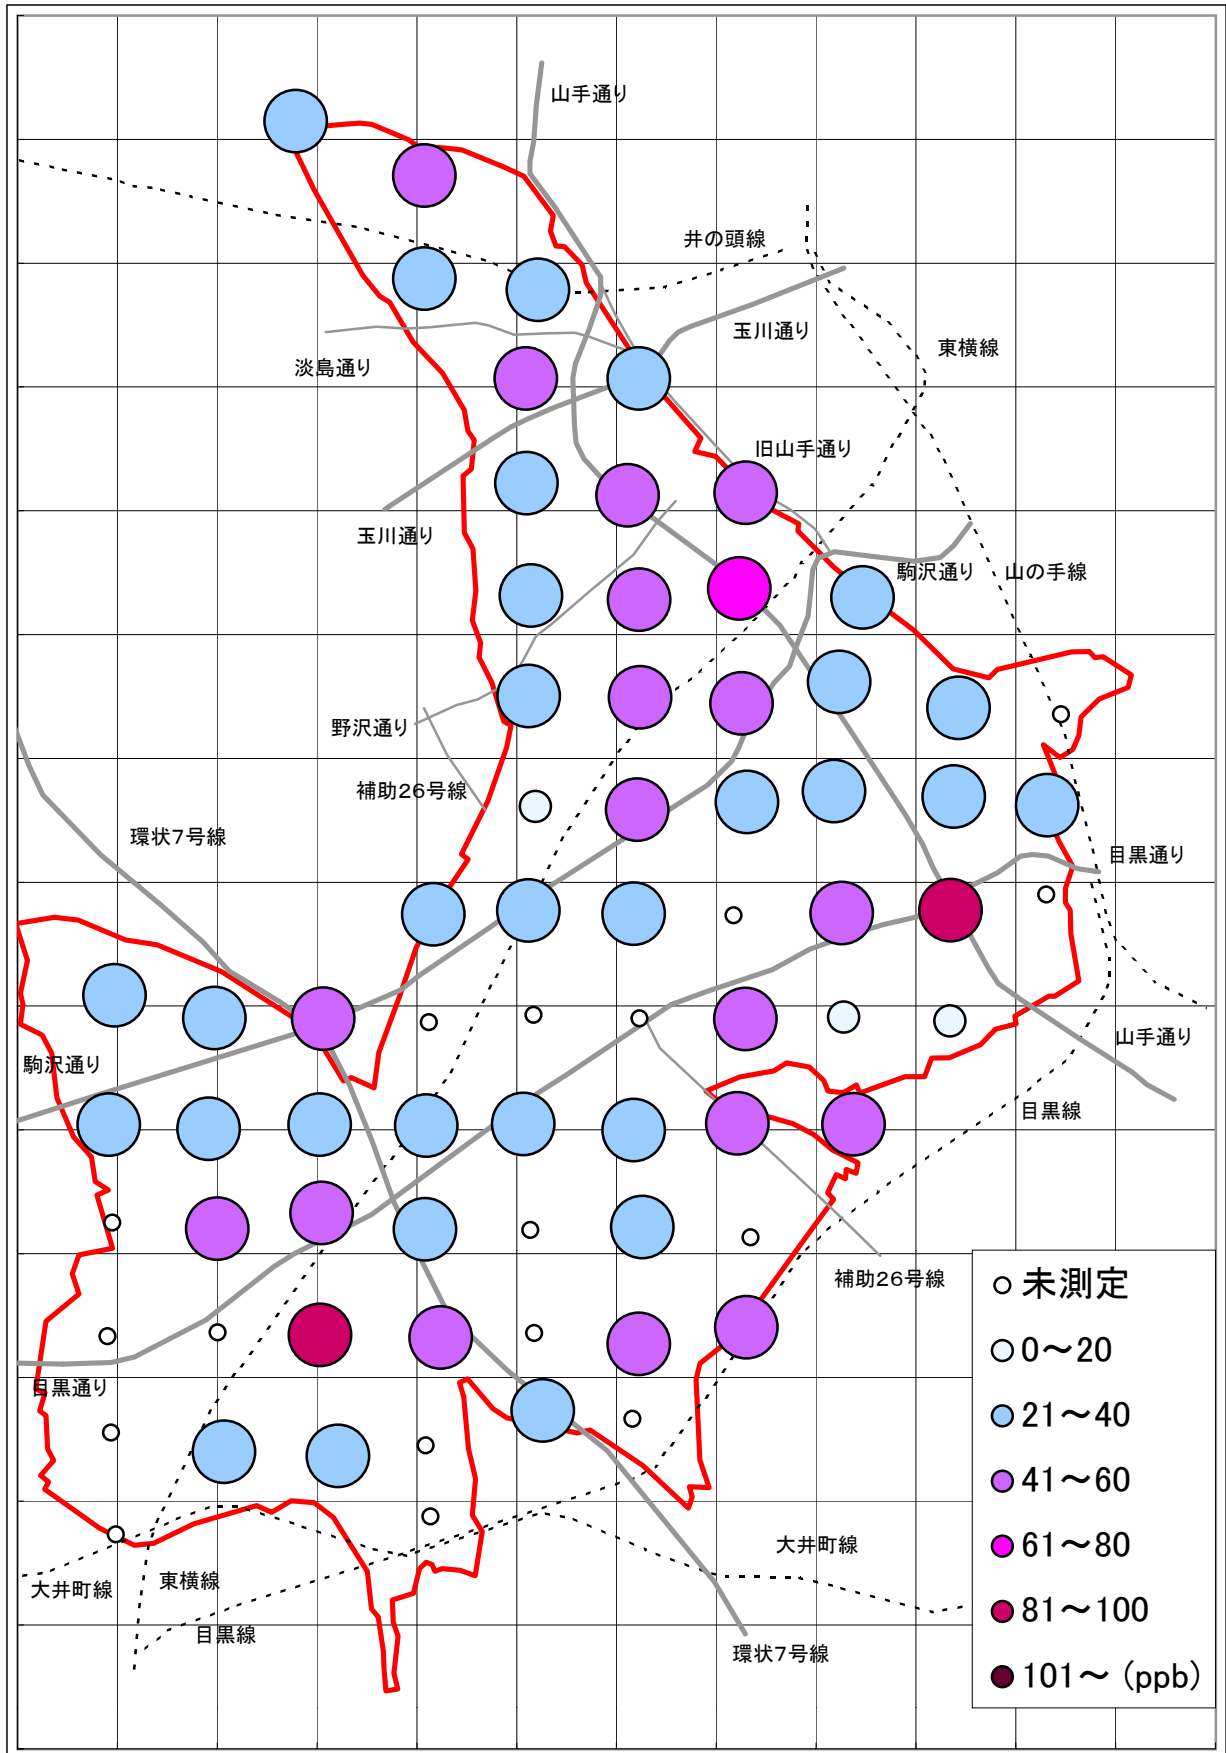 山手通り
井の頭線
玉川通り
東横線
淡島通り
旧山手通り
玉川通り
駒沢通り
山の手線
野沢通り
補助26号線
環状7号線
目黒通り
山手通り
駒沢通り
目黒線
補助26号線
未測定
0～20
目黒通り
21～40
41～60
61～80
大井町線
東横線
大井町線
81～100
目黒線
環状7号線
101～ (ppb)